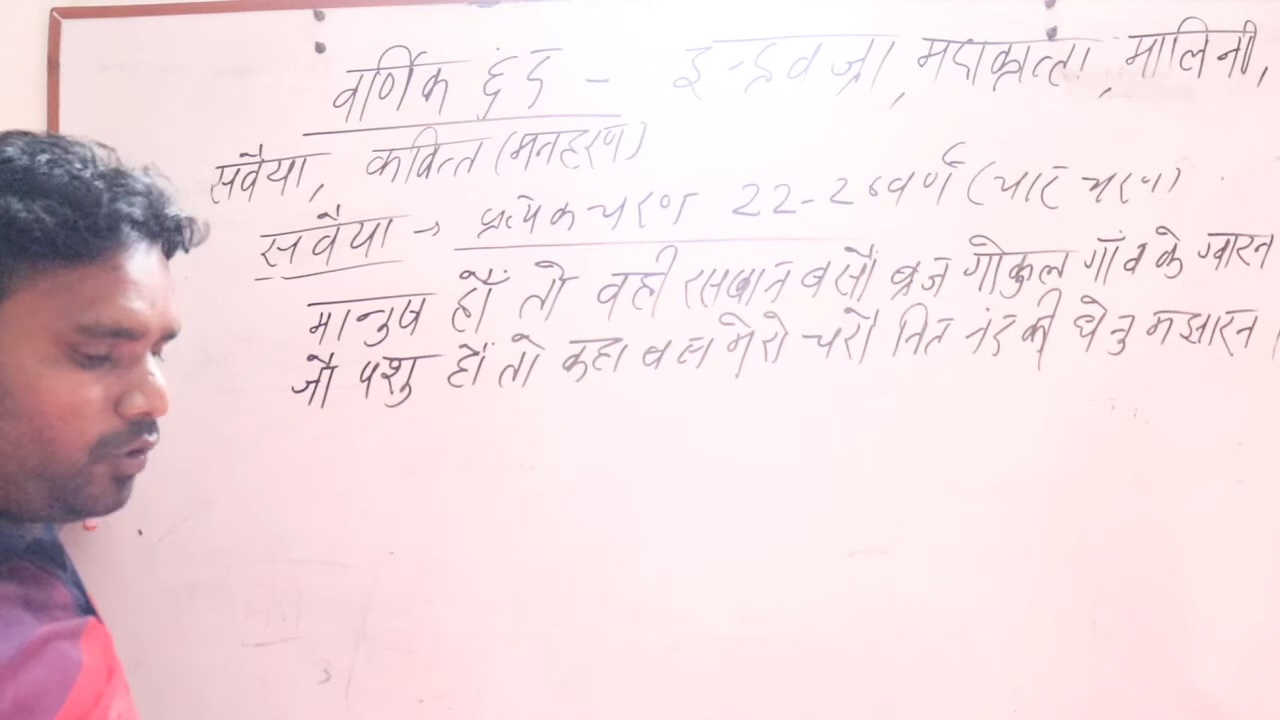 वर्णिक छंद - इन्द्रवज्रा, मंदाक्रान्ता, मालिनी,
सवैया, कवित्त (मनहरण)
सवैया → प्रत्येक चरण 22-26 वर्ण (चार चरण)
मानुष हौं तो वही रसखान बसौं ब्रज गोकुल गाँव के ग्वारन
जौ पशु हौं तो कहा बस मेरो चरौं नित नंद की धेनु मझारन ।